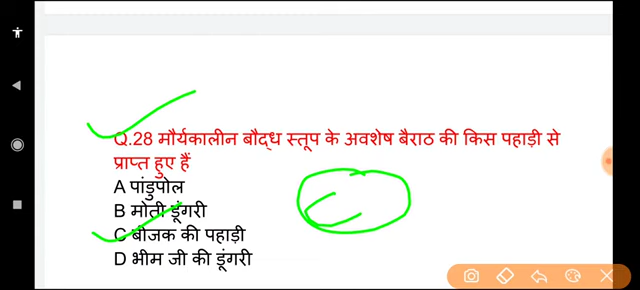 Q.28 मौर्यकालीन बौद्ध स्तूप के अवशेष बैराठ की किस पहाड़ी से
प्राप्त हुए हैं
A पांडुपोल
B मोती डूंगरी
C बीजक की पहाड़ी
D भीम जी की डूंगरी